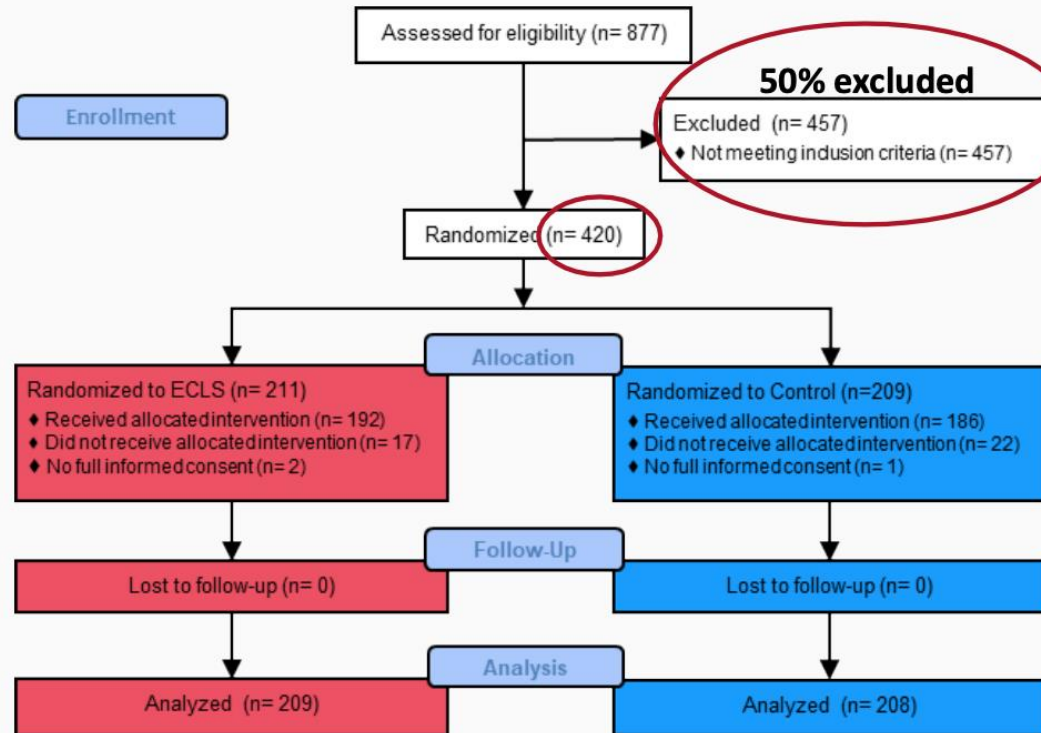 Assessed for eligibility (n= 877)
50% excluded
Enrollment
Excluded (n= 457)
♦ Not meeting inclusion criteria (n= 457)
Randomized (n= 420)
Allocation
Randomized to ECLS (n= 211)
♦ Received allocated intervention (n= 192)
♦ Did not receive allocated intervention (n= 17)
♦ No full informed consent (n= 2)
Randomized to Control (n=209)
♦ Received allocated intervention (n= 186)
♦ Did not receive allocated intervention (n= 22)
♦ No full informed consent (n= 1)
Follow-Up
Lost to follow-up (n= 0)
Lost to follow-up (n= 0)
Analysis
Analyzed (n= 209)
Analyzed (n= 208)